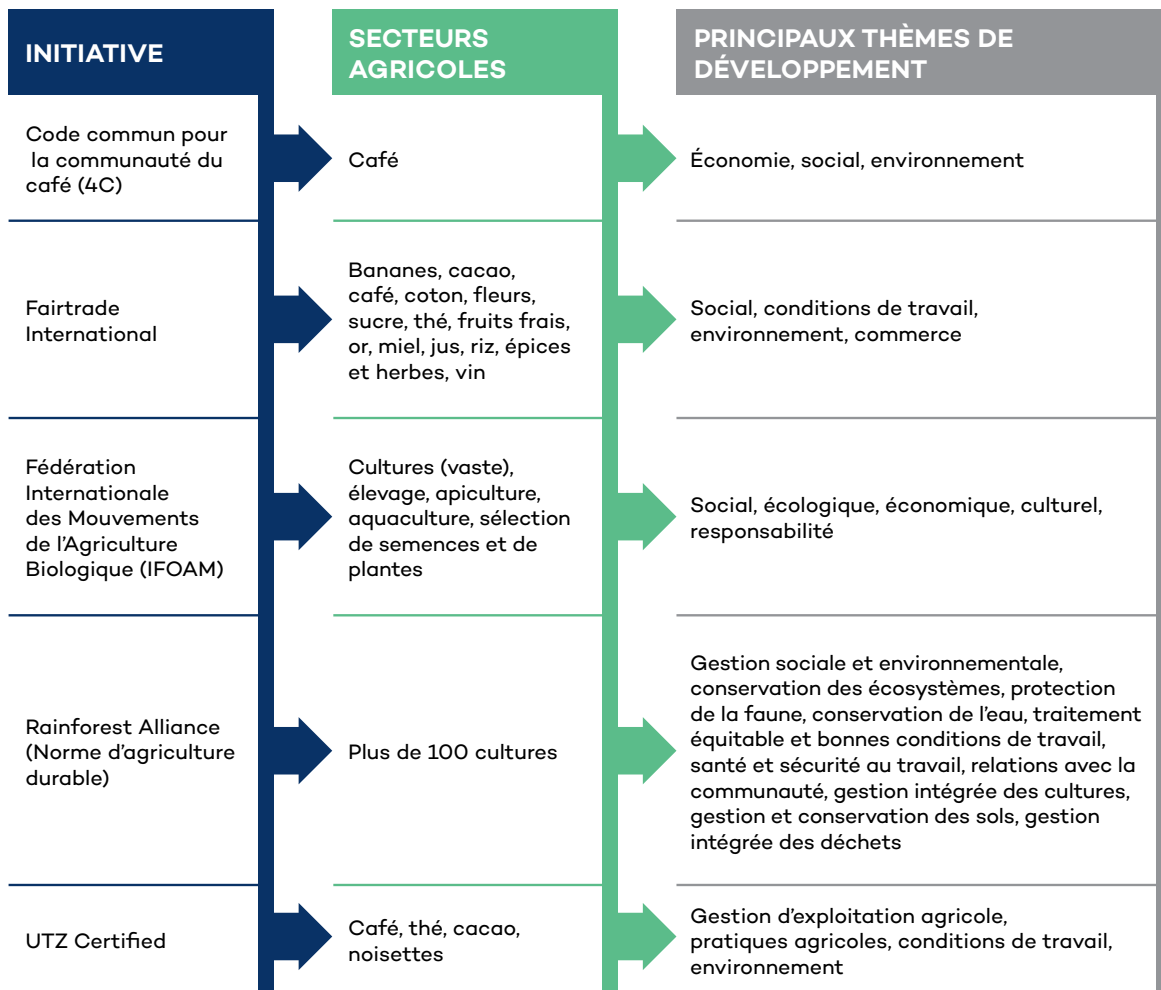 INITIATIVE
SECTEURS
AGRICOLES
PRINCIPAUX THÈMES DE
DÉVELOPPEMENT
Code commun pour
la communauté du
café (4C)
Café
Économie, social, environnement
Fairtrade
International
Bananes, cacao,
café, coton, fleurs,
sucre, thé, fruits frais,
or, miel, jus, riz, épices
et herbes, vin
Social, conditions de travail,
environnement, commerce
Fédération
Internationale
des Mouvements
de l’Agriculture
Biologique (IFOAM)
Cultures (vaste),
élevage, apiculture,
aquaculture, sélection
de semences et de
plantes
Social, écologique, économique, culturel,
responsabilité
Rainforest Alliance
(Norme d’agriculture
durable)
Plus de 100 cultures
Gestion sociale et environnementale,
conservation des écosystèmes, protection
de la faune, conservation de l’eau, traitement
équitable et bonnes conditions de travail,
santé et sécurité au travail, relations avec la
communauté, gestion intégrée des cultures,
gestion et conservation des sols, gestion
intégrée des déchets
UTZ Certified
Café, thé, cacao,
noisettes
Gestion d’exploitation agricole,
pratiques agricoles, conditions de travail,
environnement